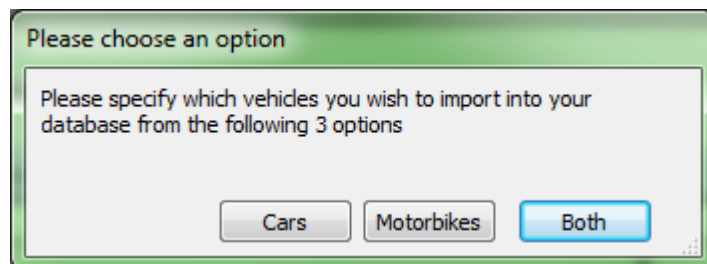 Please choose an option
Please specify which vehicles you wish to import into your
database from the following 3 options
Cars Motorbikes Both